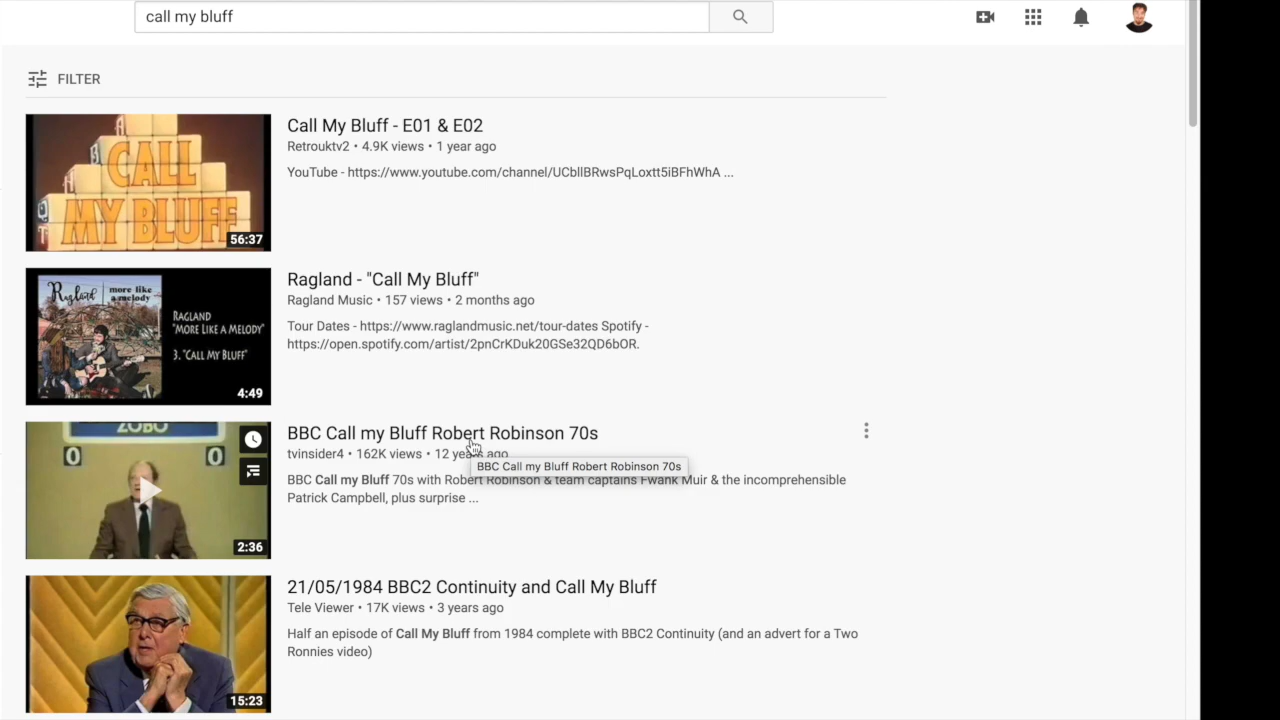 call my bluff
FILTER
CALL
MY BLUFF
56:37
Call My Bluff - E01 & E02
Retrouktv2 • 4.9K views • 1 year ago
YouTube - https://www.youtube.com/channel/UCbllBRwsPqLoxtt5iBFhWhA ...
Ragland
more like
a melody
RAGLAND
"MORE LIKE A MELODY"
3. "CALL MY BLUFF"
4:49
Ragland - "Call My Bluff"
Ragland Music • 157 views • 2 months ago
Tour Dates - https://www.raglandmusic.net/tour-dates Spotify -
https://open.spotify.com/artist/2pnCrKDuk20GSe32QD6bOR.
ZOBO
0 0
2:36
BBC Call my Bluff Robert Robinson 70s
tvinsider4 • 162K views • 12 years ago
BBC Call my Bluff Robert Robinson 70s
BBC Call my Bluff 70s with Robert Robinson & team captains Fwank Muir & the incomprehensible
Patrick Campbell, plus surprise ...
15:23
21/05/1984 BBC2 Continuity and Call My Bluff
Tele Viewer • 17K views • 3 years ago
Half an episode of Call My Bluff from 1984 complete with BBC2 Continuity (and an advert for a Two
Ronnies video)